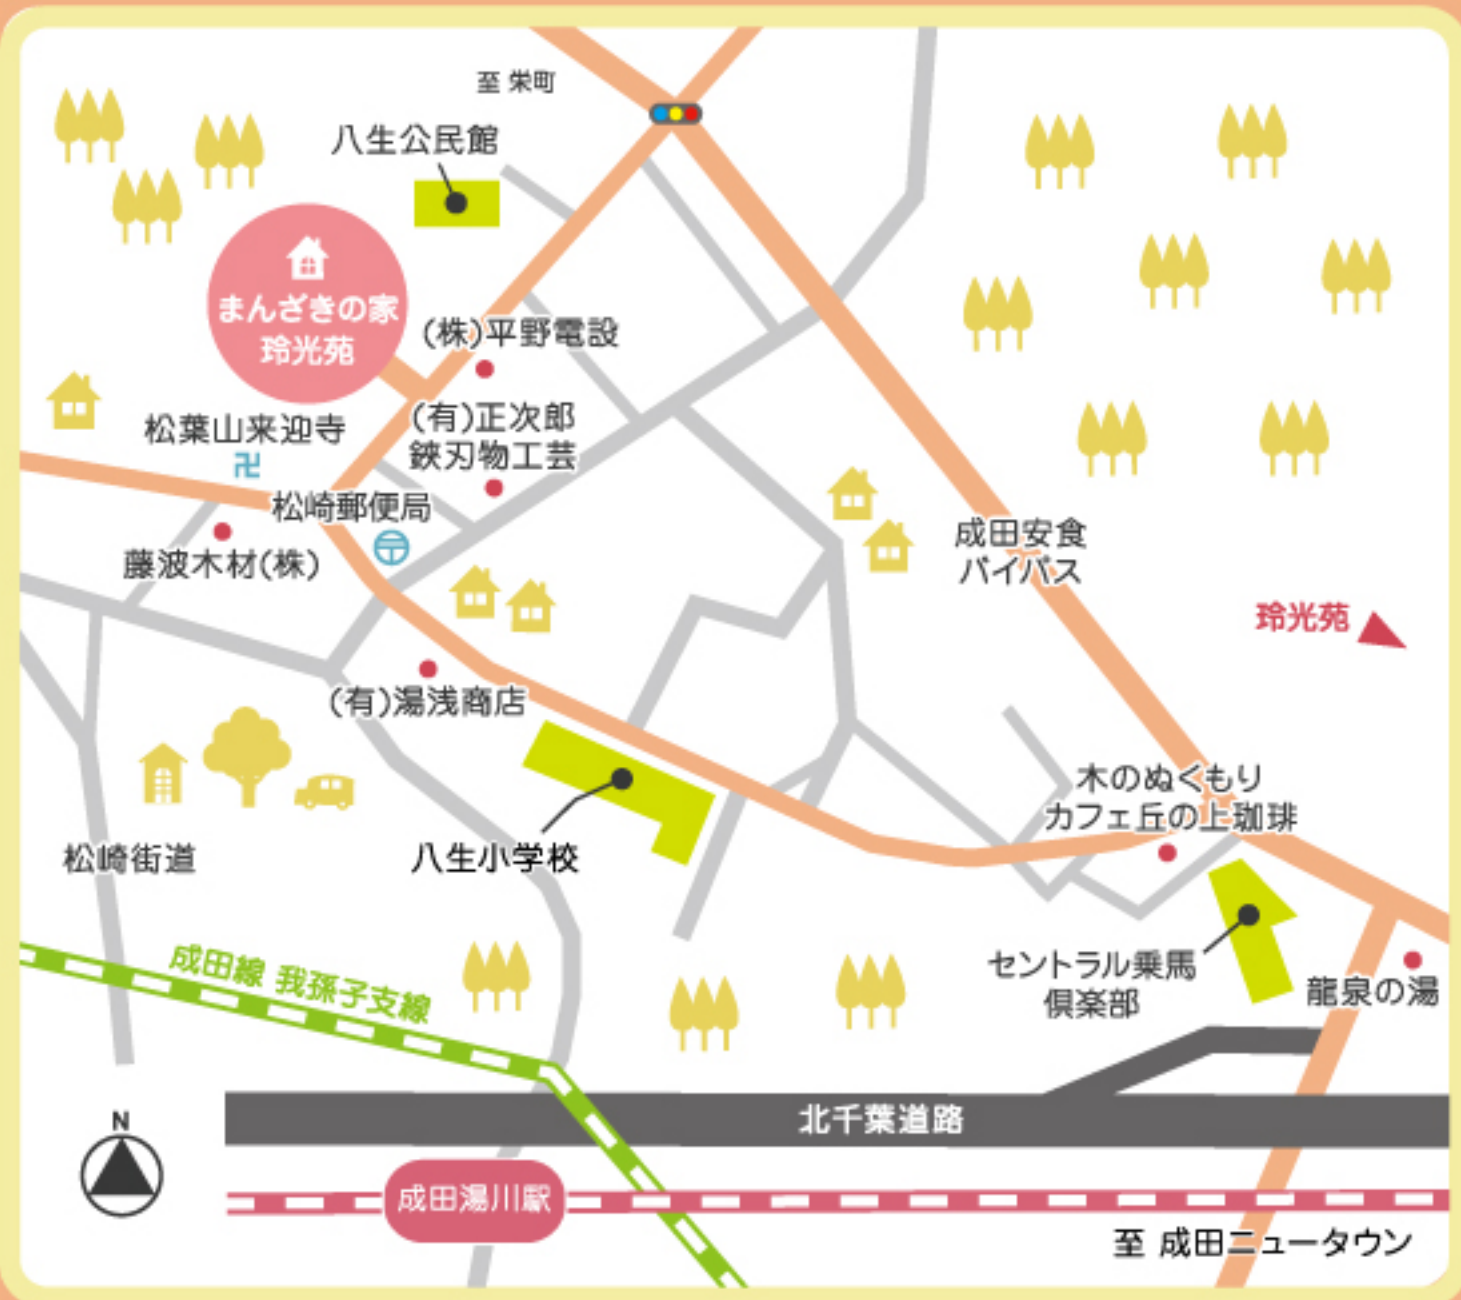 至 栄町
八生公民館
まんざきの家
玲光苑
(株)平野電設
(有)正次郎
鋏刃物工芸
松葉山来迎寺
卍
松崎郵便局
〒
藤波木材(株)
成田安食
バイパス
玲光苑
(有)湯浅商店
木のぬくもり
カフェ丘の上珈琲
松崎街道
八生小学校
成田線 我孫子支線
セントラル乗馬
倶楽部
龍泉の湯
N
北千葉道路
成田湯川駅
至 成田ニュータウン